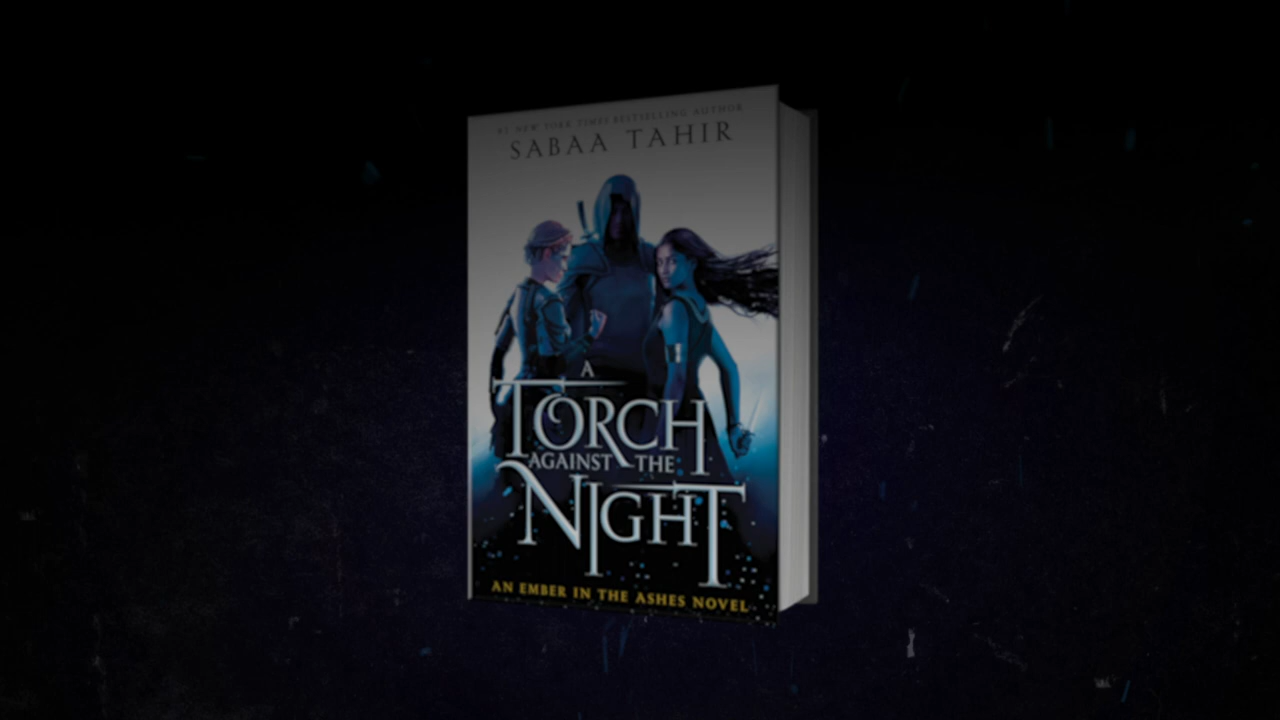 #1 NEW YORK TIMES BESTSELLING AUTHOR
SABAA TAHIR
A
TORCH
AGAINST THE
NIGHT
AN EMBER IN THE ASHES NOVEL